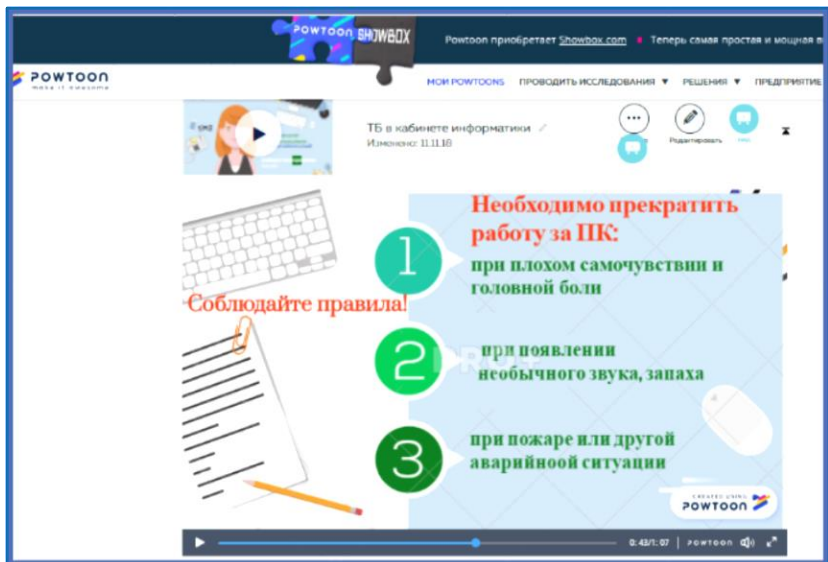 POWTOON SHOWBOX
Powtoon приобретает Showbox.com • Теперь самая простая и мощная в
POWTOON
make it awesome
МОИ POWTOONS ПРОВОДИТЬ ИССЛЕДОВАНИЯ ▼ РЕШЕНИЯ ▼ ПРЕДПРИЯТИЕ
ТБ в кабинете информатики
Изменено: 11.11.18
Редактировать
Необходимо прекратить
работу за ПК:
1
при плохом самочувствии и
головной боли
Соблюдайте правила!
2
при появлении
необычного звука, запаха
PRO+
3
при пожаре или другой
аварийноой ситуации
CREATED USING
POWTOON
0:43/1:07 | POWTOON